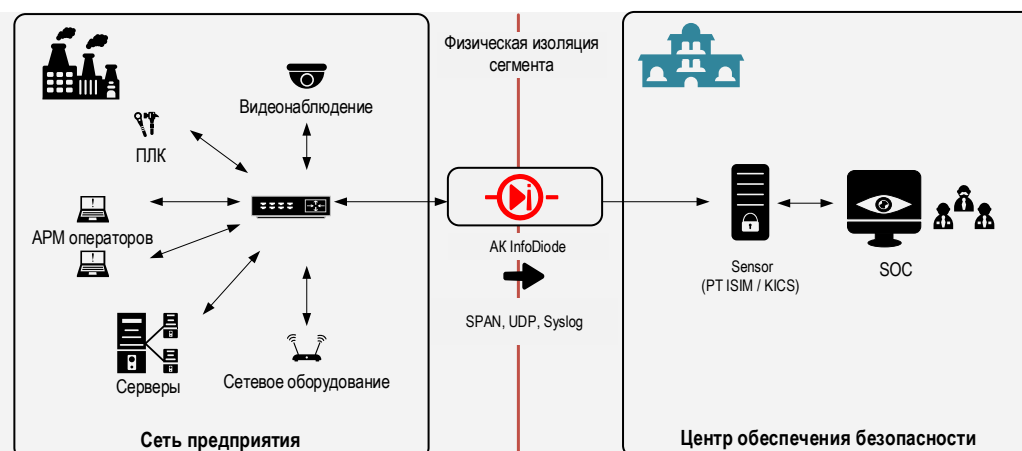 Физическая изоляция
сегмента
Видеонаблюдение
ПЛК
АРМ операторов
Серверы
Сетевое оборудование
Сеть предприятия
АК InfoDiode
SPAN, UDP, Syslog
Sensor
(PT ISIM / KICS)
SOC
Центр обеспечения безопасности